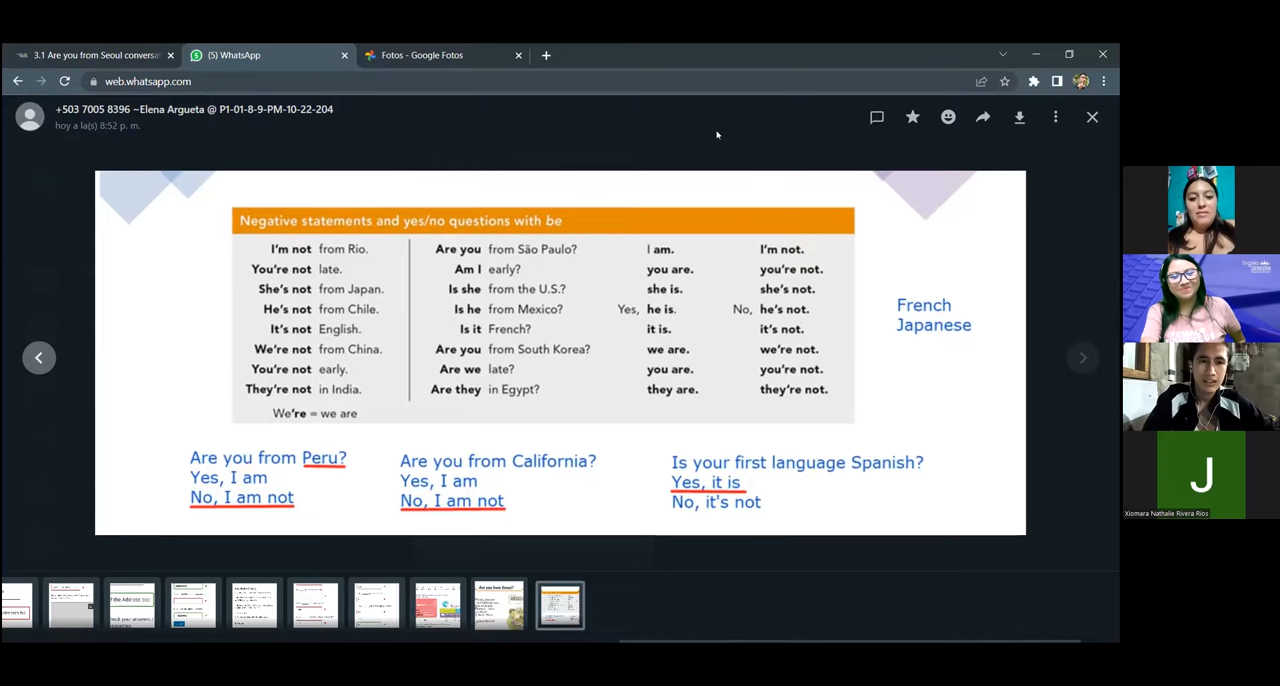 3.1 Are you from Seoul conversat
(5) WhatsApp
Fotos - Google Fotos
web.whatsapp.com
+503 7005 8396 ~Elena Argueta @ P1-01-8-9-PM-10-22-204
hoy a la(s) 8:52 p. m.
Negative statements and yes/no questions with be
I'm not from Rio. Are you from São Paulo? I am. I'm not.
You're not late. Am I early? you are. you're not.
She's not from Japan. Is she from the U.S.? she is. she's not.
He's not from Chile. Is he from Mexico? Yes, he is. No, he's not.
It's not English. Is it French? it is. it's not.
We're not from China. Are you from South Korea? we are. we're not.
You're not early. Are we late? you are. you're not.
They're not in India. Are they in Egypt? they are. they're not.
We're = we are
French
Japanese
Are you from Peru?
Yes, I am
No, I am not
Are you from California?
Yes, I am
No, I am not
Is your first language Spanish?
Yes, it is
No, it's not
Inglés
J
Xiomara Nathalie Rivera Rios
Are you from Seoul?